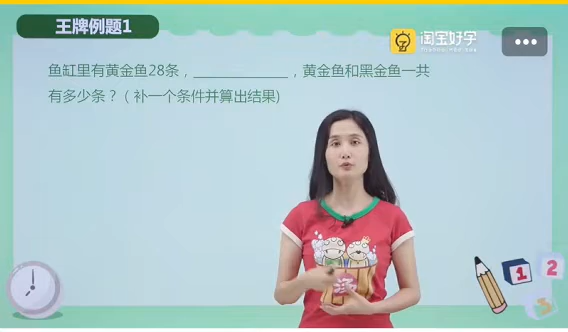 王牌例题1
淘宝好学
鱼缸里有黄金鱼28条，____________，黄金鱼和黑金鱼一共
有多少条？（补一个条件并算出结果）
1 2